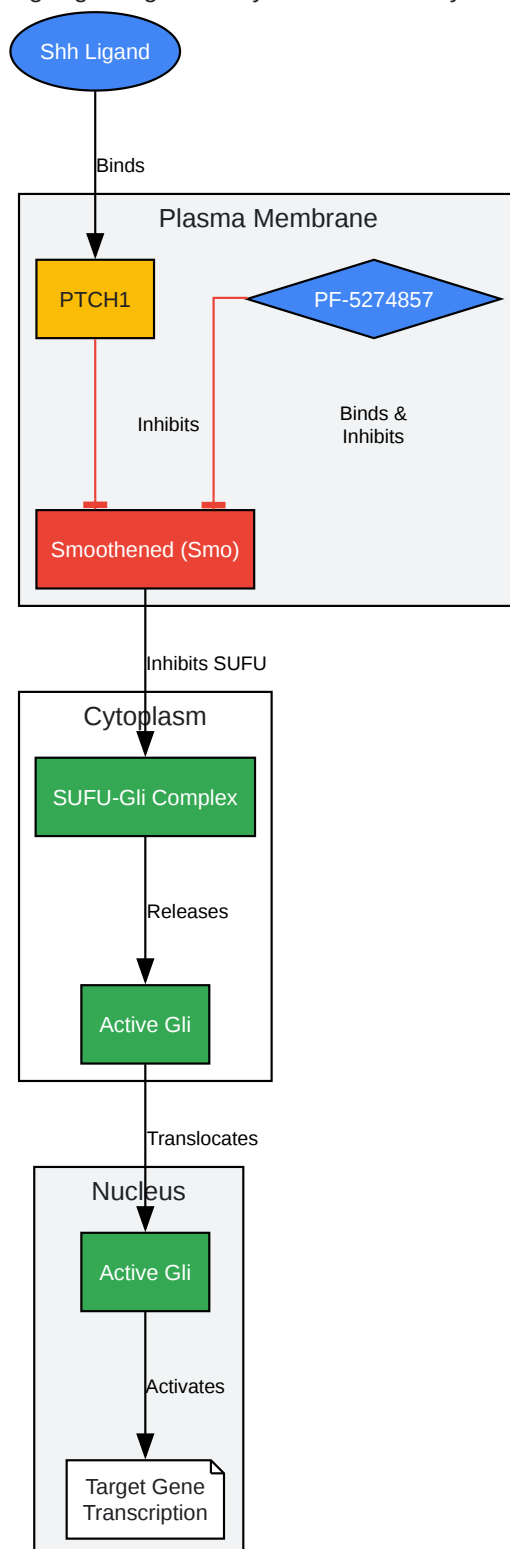 Shh Ligand
Binds
Plasma Membrane
PTCH1
PF-5274857
Inhibits
Binds &
Inhibits
Smoothened (Smo)
Inhibits SUFU
Cytoplasm
SUFU-Gli Complex
Releases
Active Gli
Translocates
Nucleus
Active Gli
Activates
Target Gene
Transcription